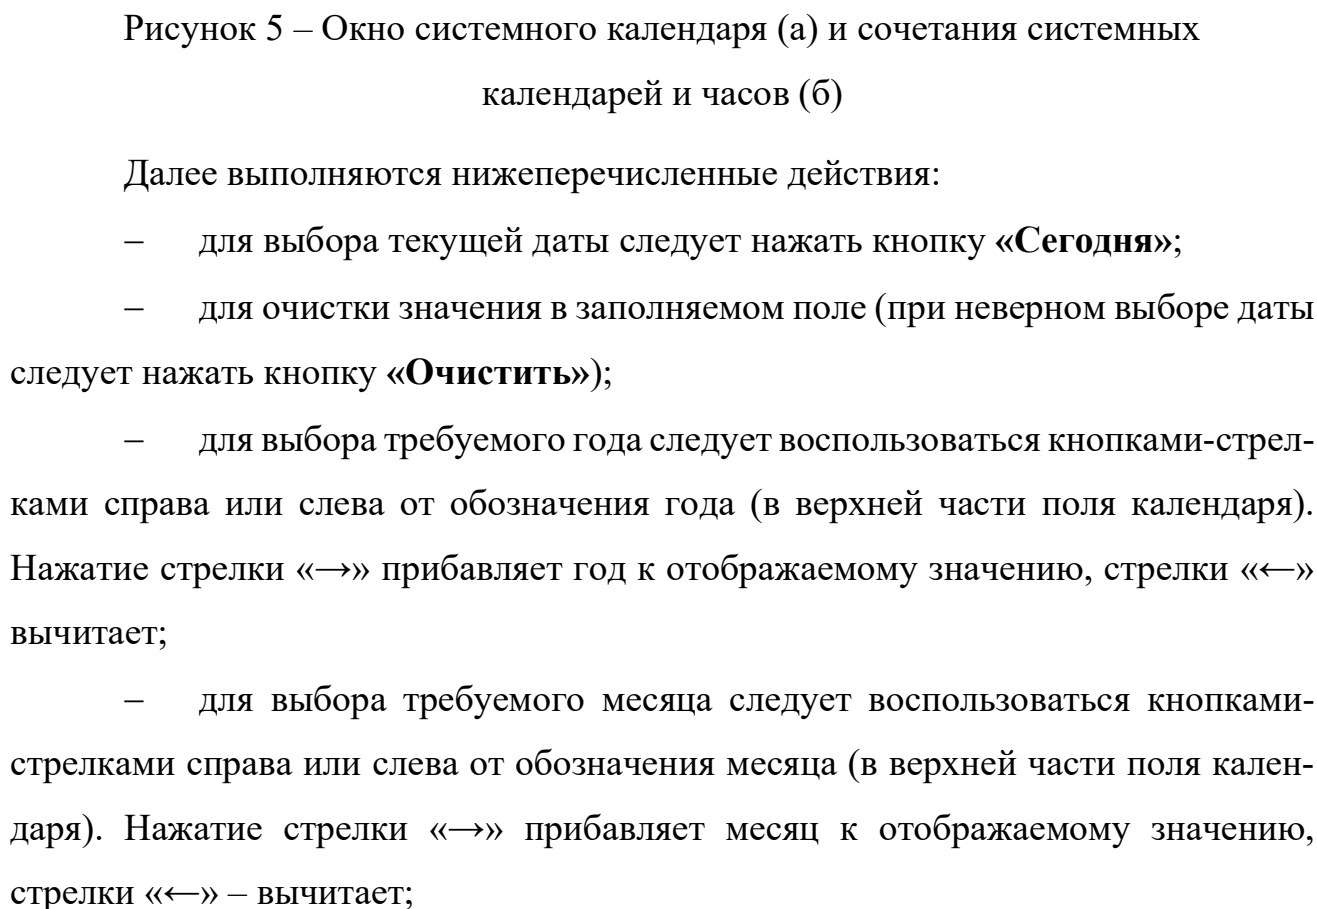 Рисунок 5 – Окно системного календаря (а) и сочетания системных
календарей и часов (б)
Далее выполняются нижеперечисленные действия:
– для выбора текущей даты следует нажать кнопку «Сегодня»;
– для очистки значения в заполняемом поле (при неверном выборе даты
следует нажать кнопку «Очистить»);
– для выбора требуемого года следует воспользоваться кнопками-стрел-
ками справа или слева от обозначения года (в верхней части поля календаря).
Нажатие стрелки «→» прибавляет год к отображаемому значению, стрелки «←»
вычитает;
– для выбора требуемого месяца следует воспользоваться кнопками-
стрелками справа или слева от обозначения месяца (в верхней части поля кален-
даря). Нажатие стрелки «→» прибавляет месяц к отображаемому значению,
стрелки «←» – вычитает;